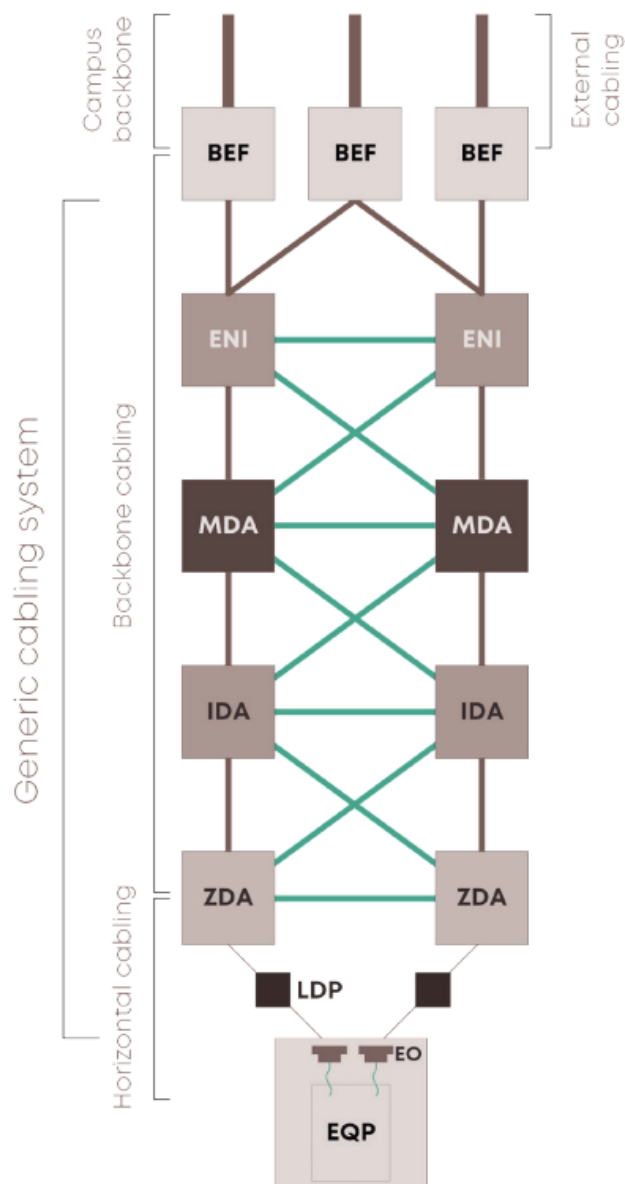 Campus
backbone
External
cabling
BEF
BEF
BEF
ENI
ENI
Generic cabling system
Backbone cabling
MDA
MDA
IDA
IDA
ZDA
ZDA
Horizontal cabling
LDP
EO
EQP